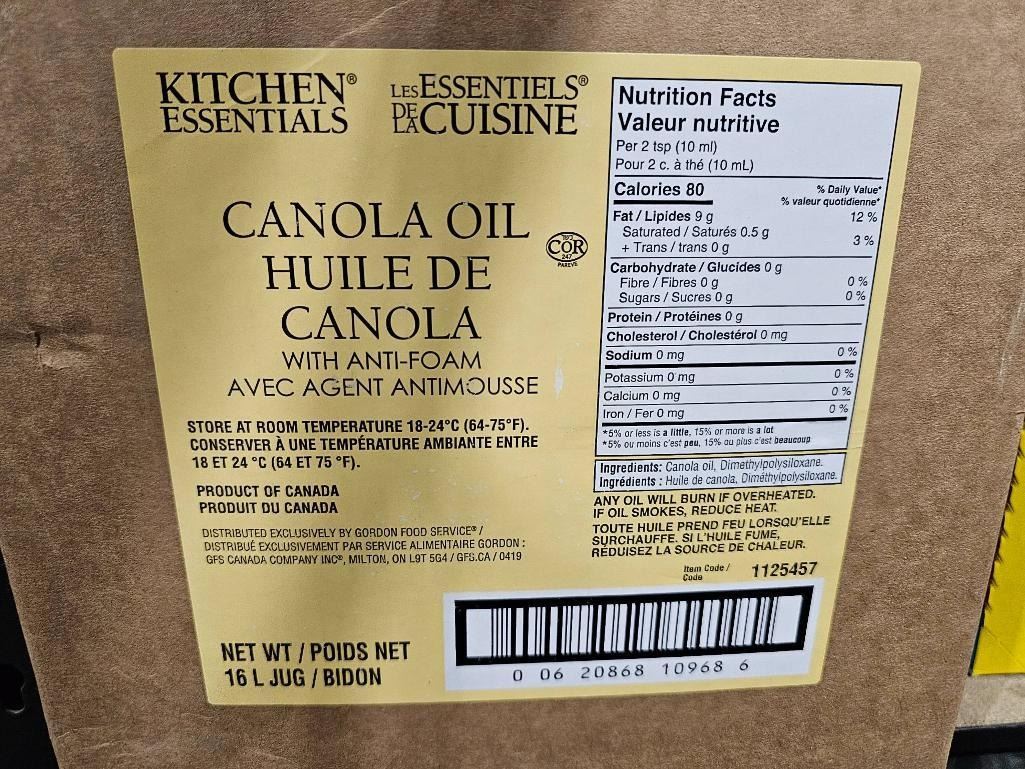 KITCHEN® ESSENTIALS
LES ESSENTIELS® DE LA CUISINE
CANOLA OIL
HUILE DE
CANOLA
WITH ANTI-FOAM
AVEC AGENT ANTIMOUSSE
COR
247
PAREVE
STORE AT ROOM TEMPERATURE 18-24°C (64-75°F).
CONSERVER À UNE TEMPÉRATURE AMBIANTE ENTRE
18 ET 24 °C (64 ET 75 °F).
PRODUCT OF CANADA
PRODUIT DU CANADA
DISTRIBUTED EXCLUSIVELY BY GORDON FOOD SERVICE® /
DISTRIBUÉ EXCLUSIVEMENT PAR SERVICE ALIMENTAIRE GORDON :
GFS CANADA COMPANY INC®, MILTON, ON L9T 5G4 / GFS.CA / 0419
NET WT / POIDS NET
16 L JUG / BIDON
Nutrition Facts
Valeur nutritive
Per 2 tsp (10 ml)
Pour 2 c. à thé (10 mL)
Calories 80
% Daily Value*
% valeur quotidienne*
Fat / Lipides 9 g 12 %
Saturated / Saturés 0.5 g
+ Trans / trans 0 g 3 %
Carbohydrate / Glucides 0 g
Fibre / Fibres 0 g 0 %
Sugars / Sucres 0 g 0 %
Protein / Protéines 0 g
Cholesterol / Cholestérol 0 mg
Sodium 0 mg 0 %
Potassium 0 mg 0 %
Calcium 0 mg 0 %
Iron / Fer 0 mg 0 %
*5% or less is a little, 15% or more is a lot
*5% ou moins c'est peu, 15% ou plus c'est beaucoup
Ingredients: Canola oil, Dimethylpolysiloxane.
Ingrédients : Huile de canola, Diméthylpolysiloxane.
ANY OIL WILL BURN IF OVERHEATED.
IF OIL SMOKES, REDUCE HEAT.
TOUTE HUILE PREND FEU LORSQU'ELLE
SURCHAUFFE. SI L'HUILE FUME,
RÉDUISEZ LA SOURCE DE CHALEUR.
Item Code /
Code 1125457
0 06 20868 10968 6